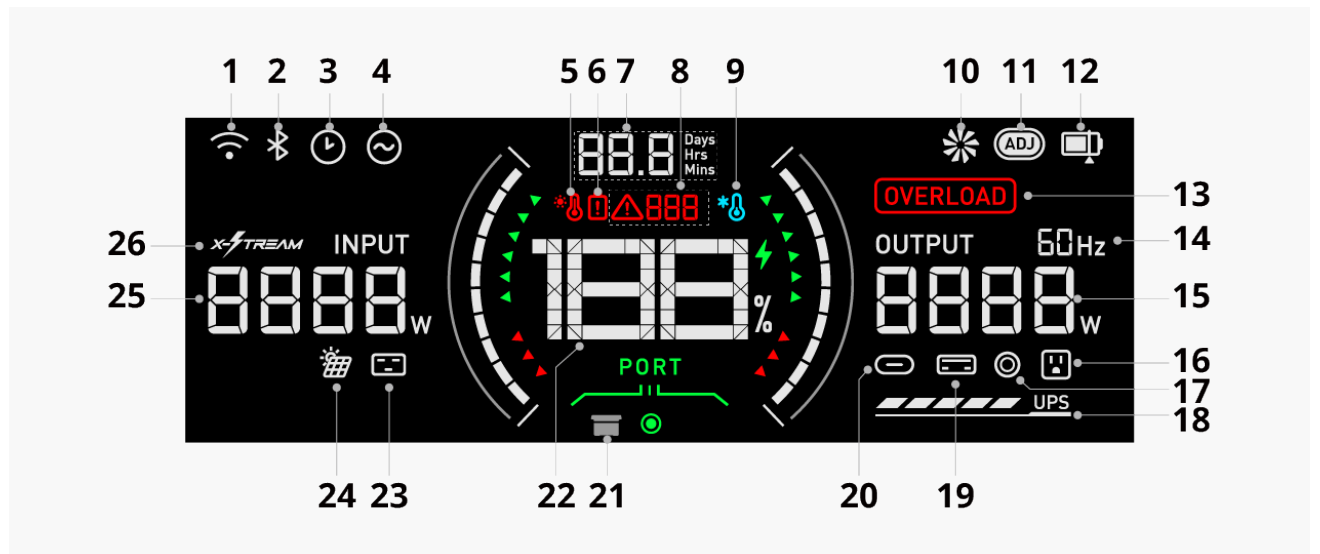 1 2 3 4 5 6 7 8 9 10 11 12
88.8 Days
Hrs
Mins
ADJ
888
OVERLOAD 13
26 X-STREAM INPUT
OUTPUT 60Hz 14
25 8888 W
188 %
8888 W 15
PORT
16
17
UPS
18
24 23 22 21 20 19